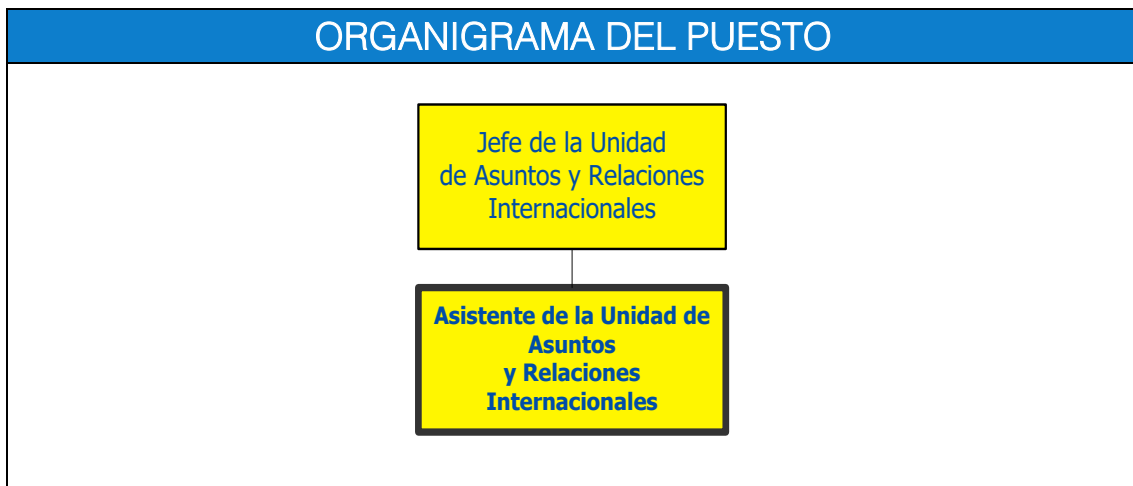 ORGANIGRAMA DEL PUESTO
Jefe de la Unidad
de Asuntos y Relaciones
Internacionales
Asistente de la Unidad de
Asuntos
y Relaciones
Internacionales